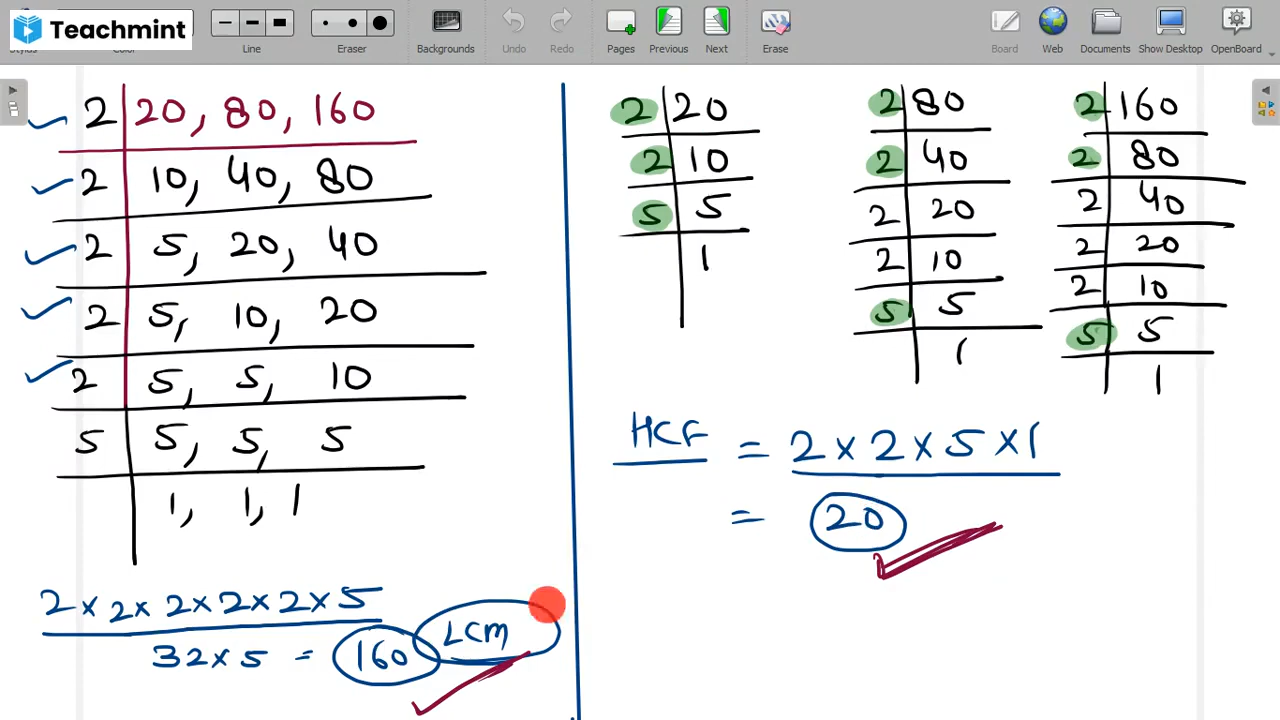 Teachmint
Color
Line
Eraser
Backgrounds
Undo
Redo
Pages
Previous
Next
Erase
Board
Web
Documents
Show Desktop
OpenBoard
2 20, 80, 160
2 10, 40, 80
2 5, 20, 40
2 5, 10, 20
2 5, 5, 10
5 5, 5, 5
1, 1, 1
2 × 2 × 2 × 2 × 2 × 5
32 × 5 = 160 LCM
2 20
2 10
5 5
1
2 80
2 40
2 20
2 10
5 5
1
2 160
2 80
2 40
2 20
2 10
5 5
1
HCF = 2 × 2 × 5 × 1
= 20